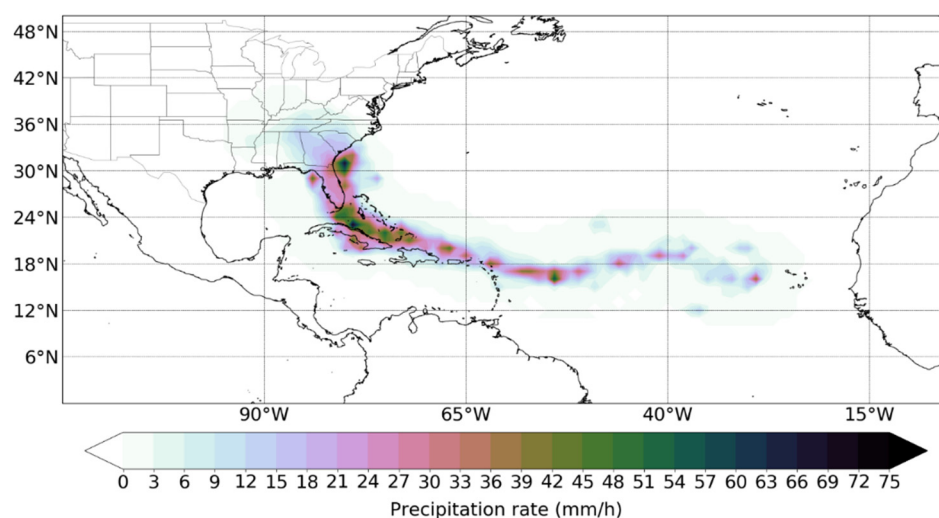 48°N
42°N
36°N
30°N
24°N
18°N
12°N
6°N
90°W 65°W 40°W 15°W
0 3 6 9 12 15 18 21 24 27 30 33 36 39 42 45 48 51 54 57 60 63 66 69 72 75
Precipitation rate (mm/h)